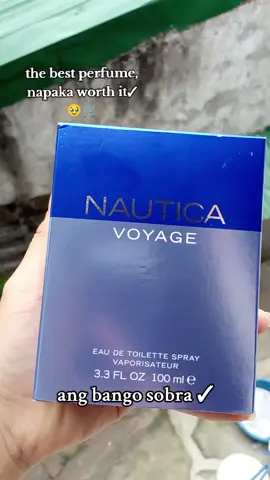 the best perfume,
napaka worth it✓
🥹🫧
NAUTICA
VOYAGE
EAU DE TOILETTE SPRAY
VAPORISATEUR
3.3 FL OZ 100 ml ℮
ang bango sobra ✓